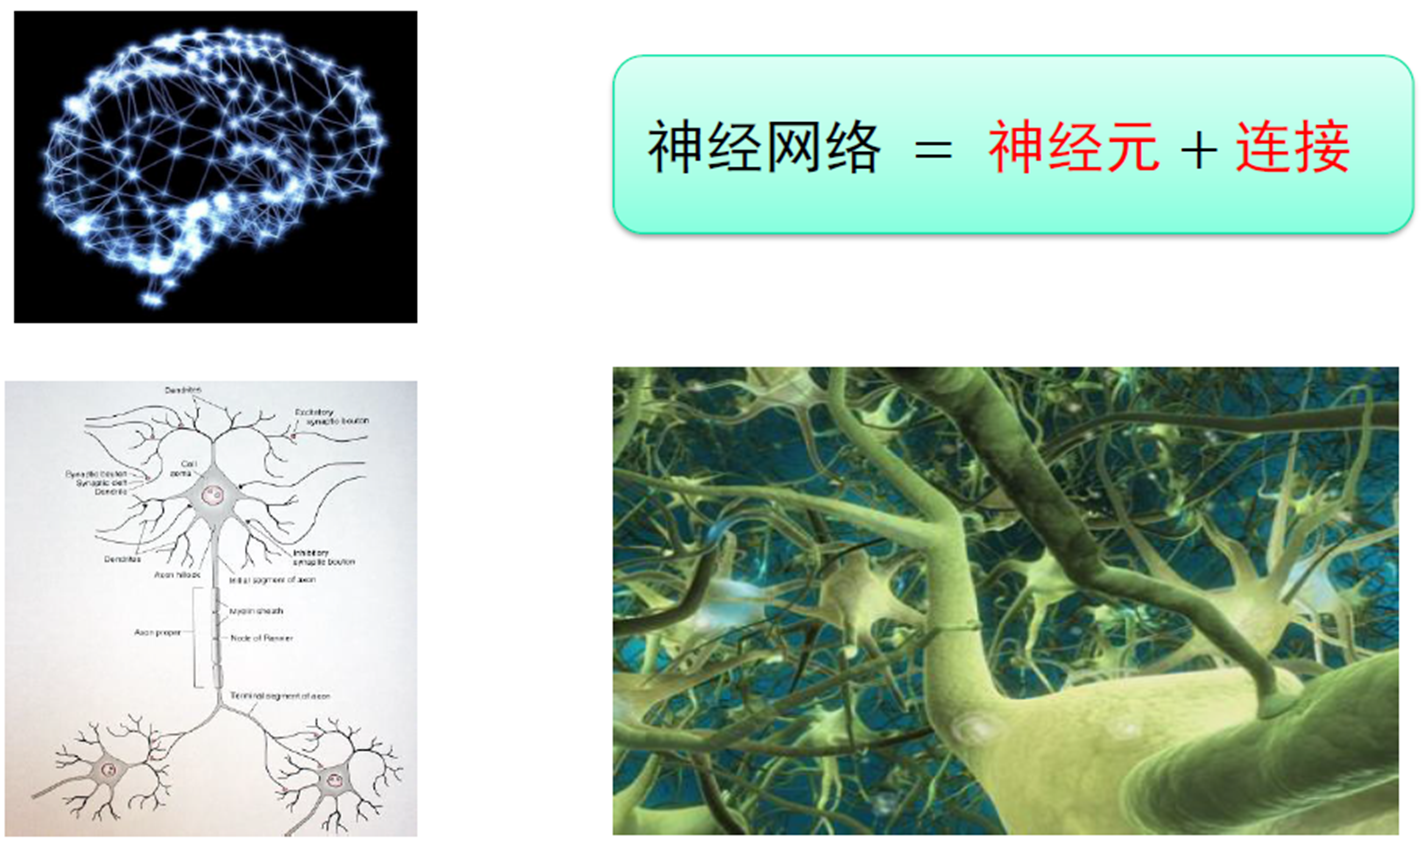 神经网络 = 神经元 + 连接
Dendrites
Excitatory
synaptic bouton
Cell
soma
Synaptic bouton
Synaptic cleft
Dendrite
Dendrites
Inhibitory
synaptic bouton
Axon hillock
Initial segment of axon
Myelin sheath
Axon proper
Node of Ranvier
Terminal segment of axon